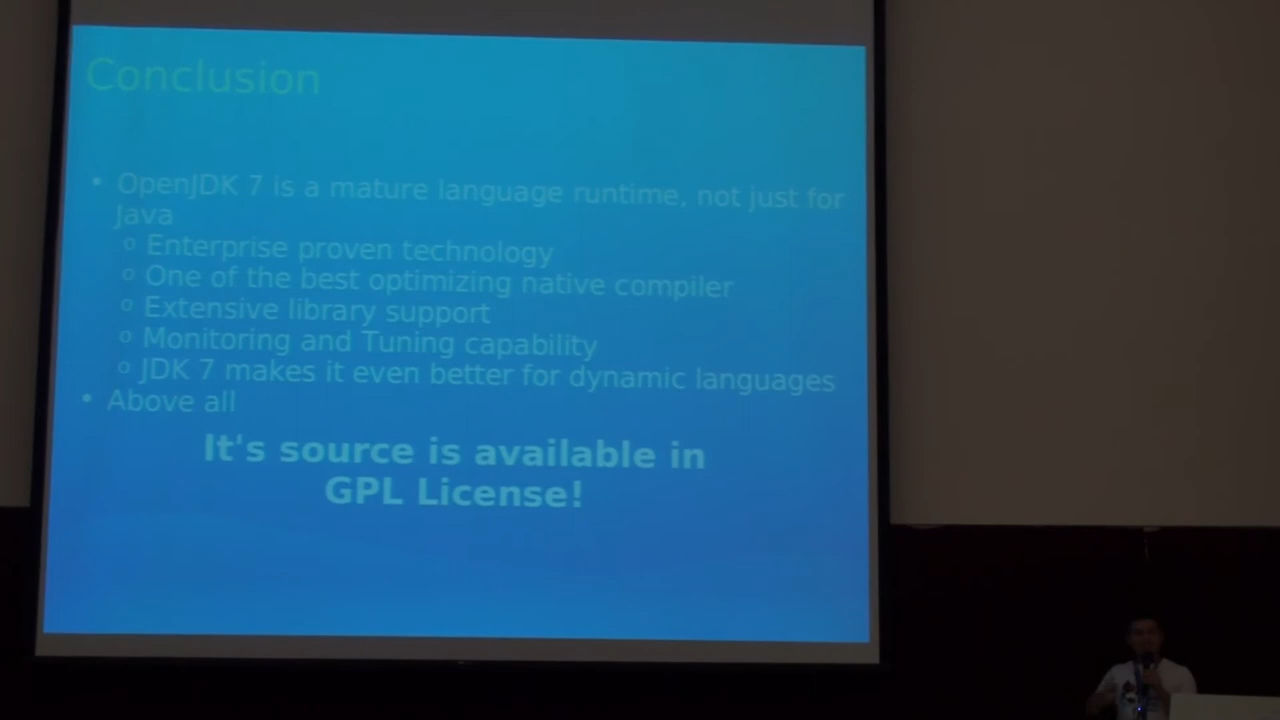 Conclusion
• OpenJDK 7 is a mature language runtime, not just for
Java
o Enterprise proven technology
o One of the best optimizing native compiler
o Extensive library support
o Monitoring and Tuning capability
o JDK 7 makes it even better for dynamic languages
• Above all
It's source is available in
GPL License!